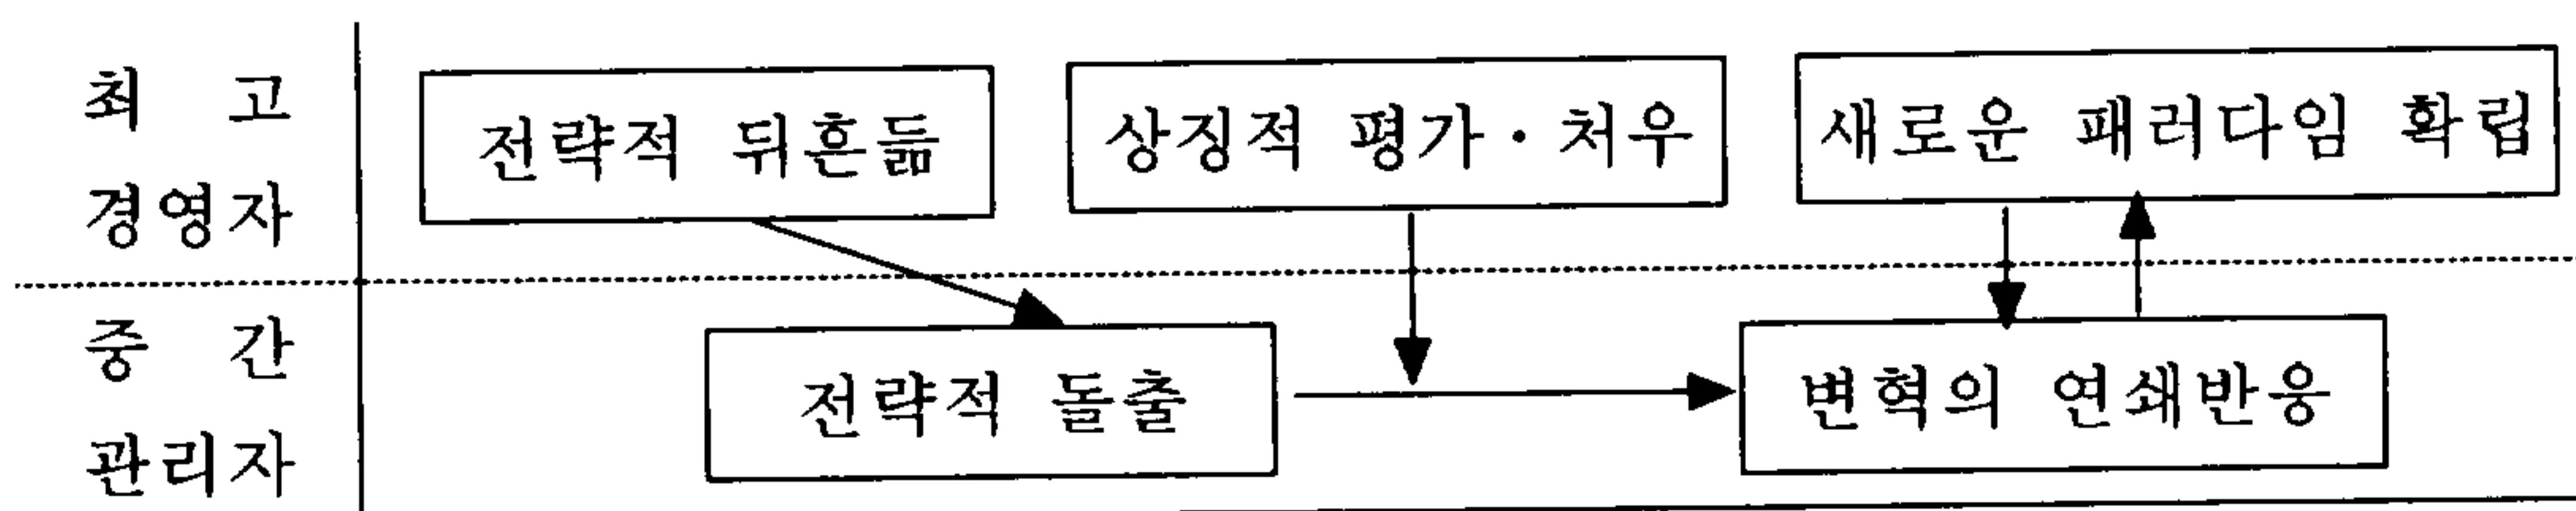 최 고
경영자
전략적 뒤흔듦
상징적 평가·처우
새로운 패러다임 확립
중 간
관리자
전략적 돌출
변혁의 연쇄반응